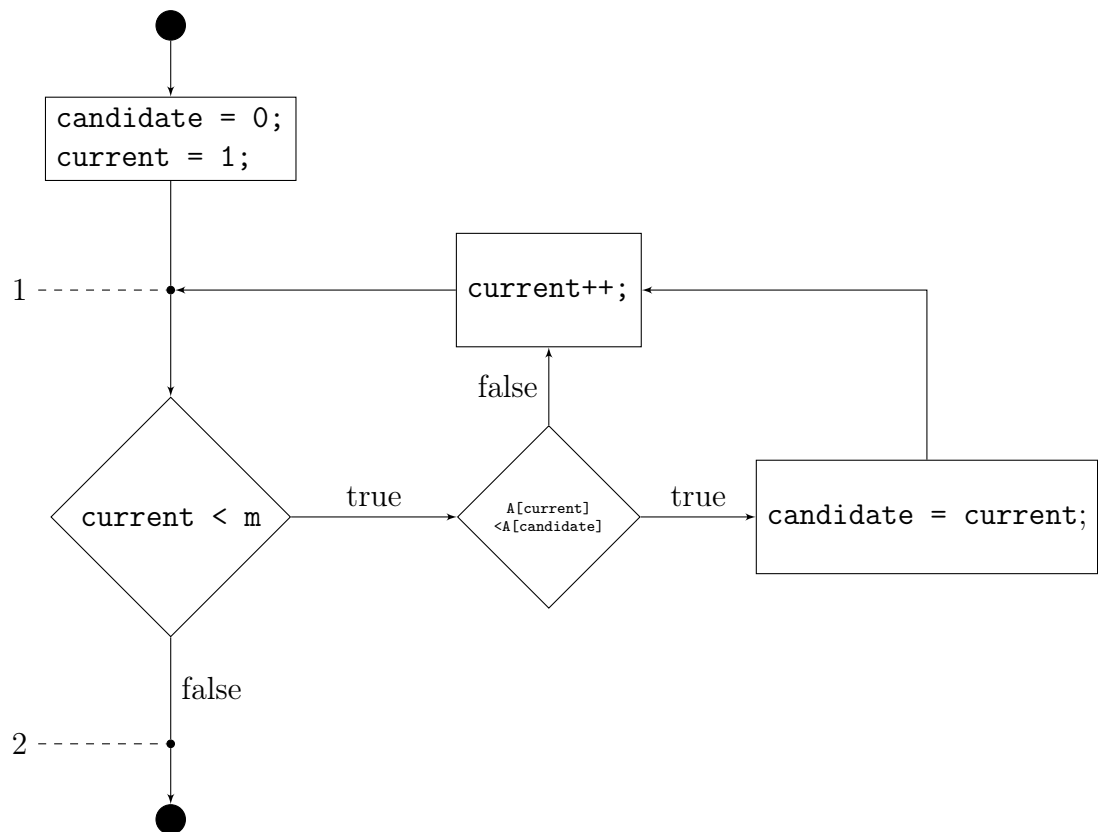 candidate = 0;
current = 1;
1
current++;
false
current < m
true
A[current]
<A[candidate]
true
candidate = current;
false
2